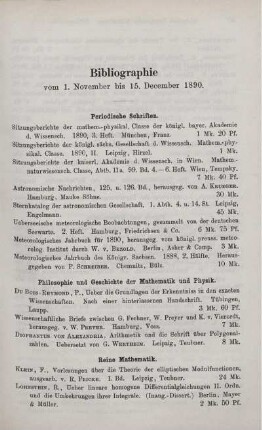 Bibliographie
vom 1. November bis 15. December 1890.
Periodische Schriften.
Sitzungsberichte der mathem.-physikal. Classe der königl. bayer. Akademie
d. Wissensch. 1890, 3. Heft. München, Franz. 1 Mk. 20 Pf.
Sitzungsberichte der königl. sächs. Gesellschaft d. Wissensch. Mathem.-phy-
sikal. Classe. 1890, II. Leipzig, Hirzel. 1 Mk.
Sitzungsberichte der kaiserl. Akademie d. Wissensch. in Wien. Mathem.-
naturwissensch. Classe, Abth. IIa. 99. Bd. 4.—6. Heft. Wien, Tempsky.
7 Mk. 40 Pf.
Astronomische Nachrichten, 125. u. 126. Bd., herausgeg. von A. Krueger.
Hamburg, Mauke Söhne. 30 Mk.
Sternkatalog der astronomischen Gesellschaft. 1. Abth. 4. u. 14. St. Leipzig,
Engelmann. 45 Mk.
Ueberseeische meteorologische Beobachtungen, gesammelt von der deutschen
Seewarte. 2. Heft. Hamburg, Friedrichsen & Co. 6 Mk. 75 Pf.
Meteorologisches Jahrbuch für 1890, herausgeg. vom königl. preuss. meteo-
rolog. Institut durch W. v. Bezold. Berlin, Asher & Comp. 3 Mk.
Meteorologisches Jahrbuch des Königr. Sachsen. 1888, 2. Hälfte. Heraus-
gegeben von P. Schreiber. Chemnitz, Bülz. 10 Mk.
Philosophie und Geschichte der Mathematik und Physik.
Du Bois-Reymond, P., Ueber die Grundlagen der Erkenntniss in den exacten
Wissenschaften. Nach einer hinterlassenen Handschrift. Tübingen,
Laupp. 3 Mk. 60 Pf.
Wissenschaftliche Briefe zwischen G. Fechner, W. Preyer und K. v. Vierordt,
herausgeg. v. W. Preyer. Hamburg, Voss. 7 Mk.
Diophantus von Alexandria, Arithmetik und die Schrift über Polygonal-
zahlen. Uebersetzt von G. Wertheim. Leipzig, Teubner. 8 Mk.
Reine Mathematik.
Klein, F., Vorlesungen über die Theorie der elliptischen Modulfunctionen,
ausgearb. v. R. Fricke. 1. Bd. Leipzig, Teubner. 24 Mk.
Lohnstein, R., Ueber lineare homogene Differentialgleichungen II. Ordn.
und die Umkehrungen ihrer Integrale. (Inaug.-Dissert.) Berlin, Mayer
& Müller. 2 Mk. 50 Pf.